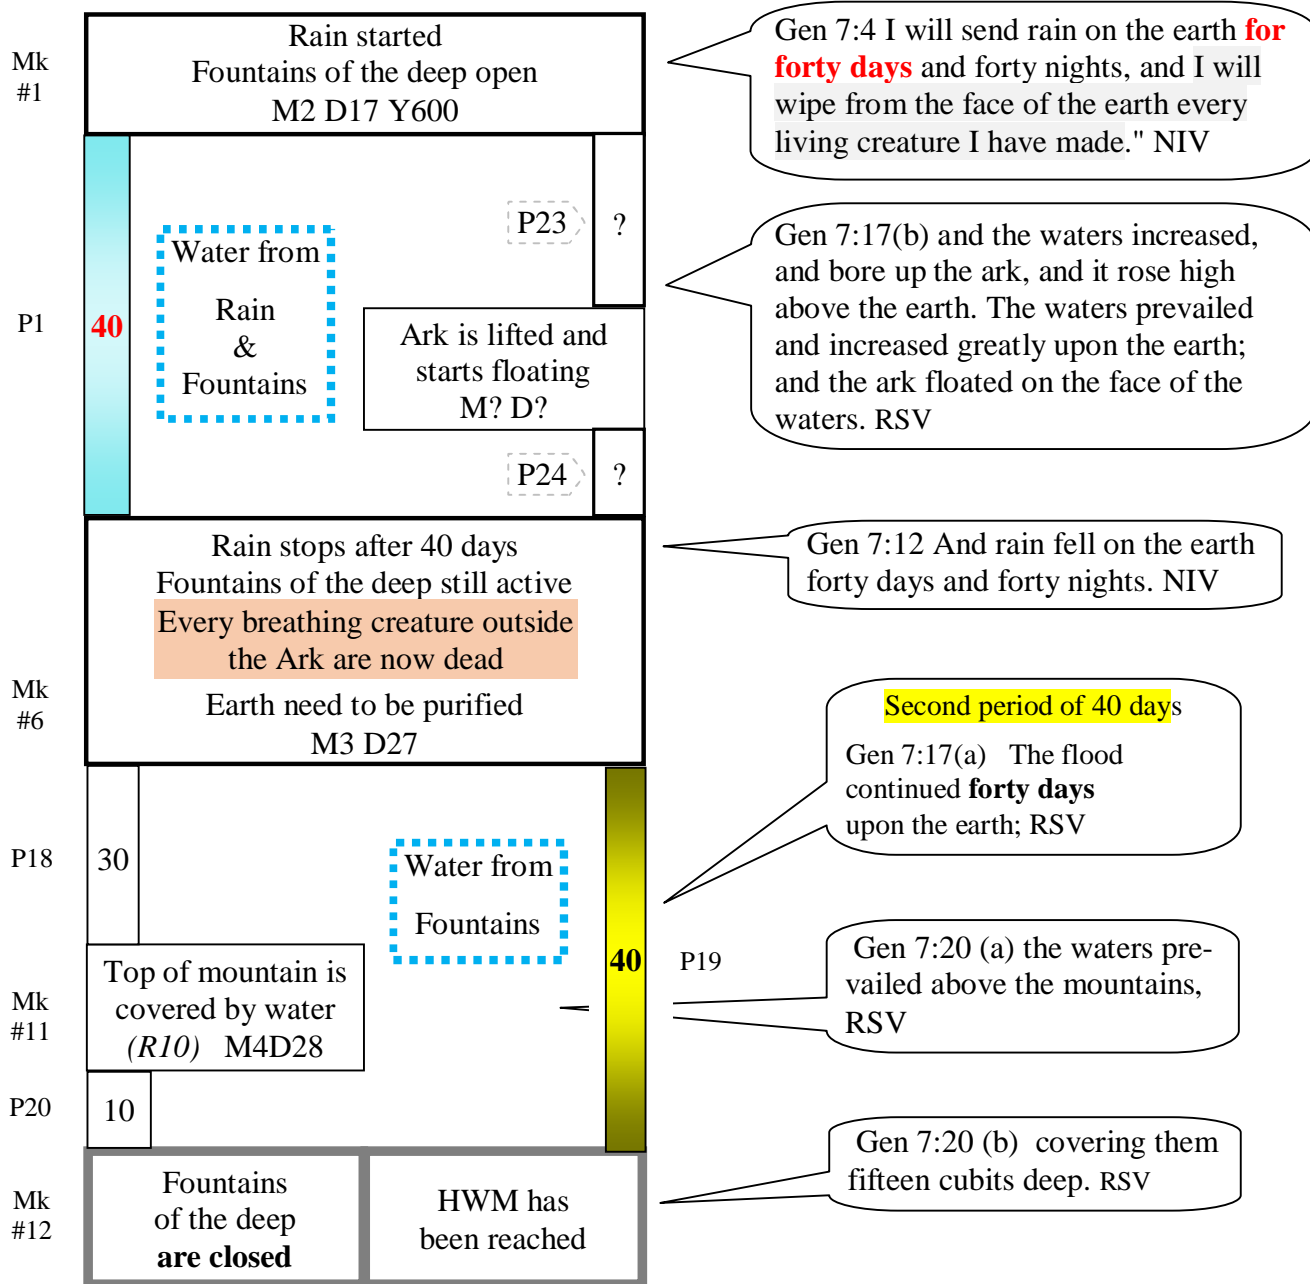 Mk
#1
Rain started
Fountains of the deep open
M2 D17 Y600
Gen 7:4 I will send rain on the earth for
forty days and forty nights, and I will
wipe from the face of the earth every
living creature I have made." NIV
P1
40
Water from
Rain
&
Fountains
P23
?
Ark is lifted and
starts floating
M? D?
P24
?
Gen 7:17(b) and the waters increased,
and bore up the ark, and it rose high
above the earth. The waters prevailed
and increased greatly upon the earth;
and the ark floated on the face of the
waters. RSV
Mk
#6
Rain stops after 40 days
Fountains of the deep still active
Every breathing creature outside
the Ark are now dead
Earth need to be purified
M3 D27
Gen 7:12 And rain fell on the earth
forty days and forty nights. NIV
Second period of 40 days
Gen 7:17(a) The flood
continued forty days
upon the earth; RSV
P18
30
Water from
Fountains
40
P19
Mk
#11
Top of mountain is
covered by water
(R10) M4D28
Gen 7:20 (a) the waters pre-
vailed above the mountains,
RSV
P20
10
Mk
#12
Fountains
of the deep
are closed
HWM has
been reached
Gen 7:20 (b) covering them
fifteen cubits deep. RSV